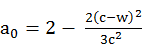 a₀ = 2 − 2(c−w)²/3c²